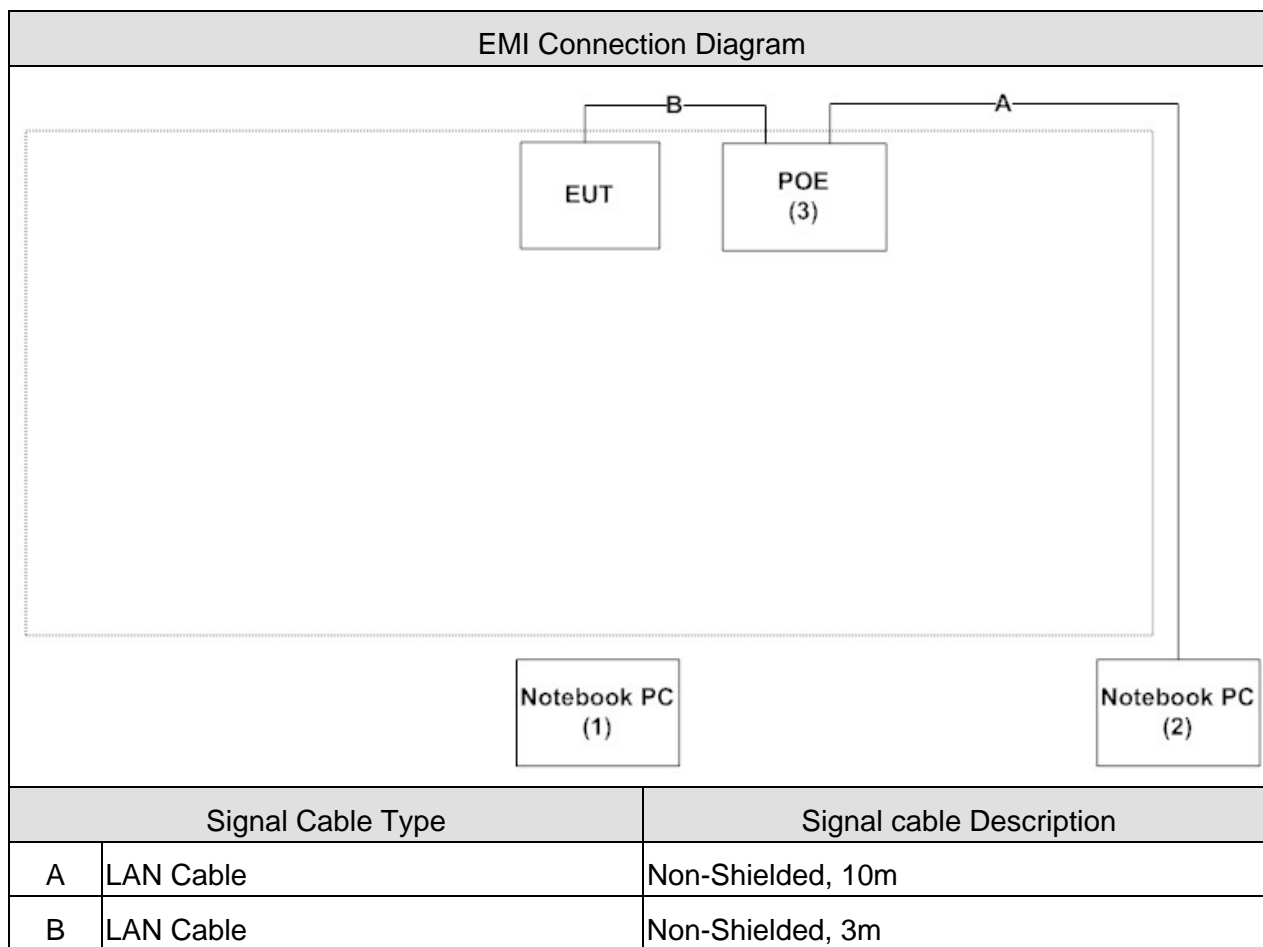 EMI Connection Diagram
B
A
EUT
POE
(3)
Notebook PC
(1)
Notebook PC
(2)
Signal Cable Type
Signal cable Description
A
LAN Cable
Non-Shielded, 10m
B
LAN Cable
Non-Shielded, 3m